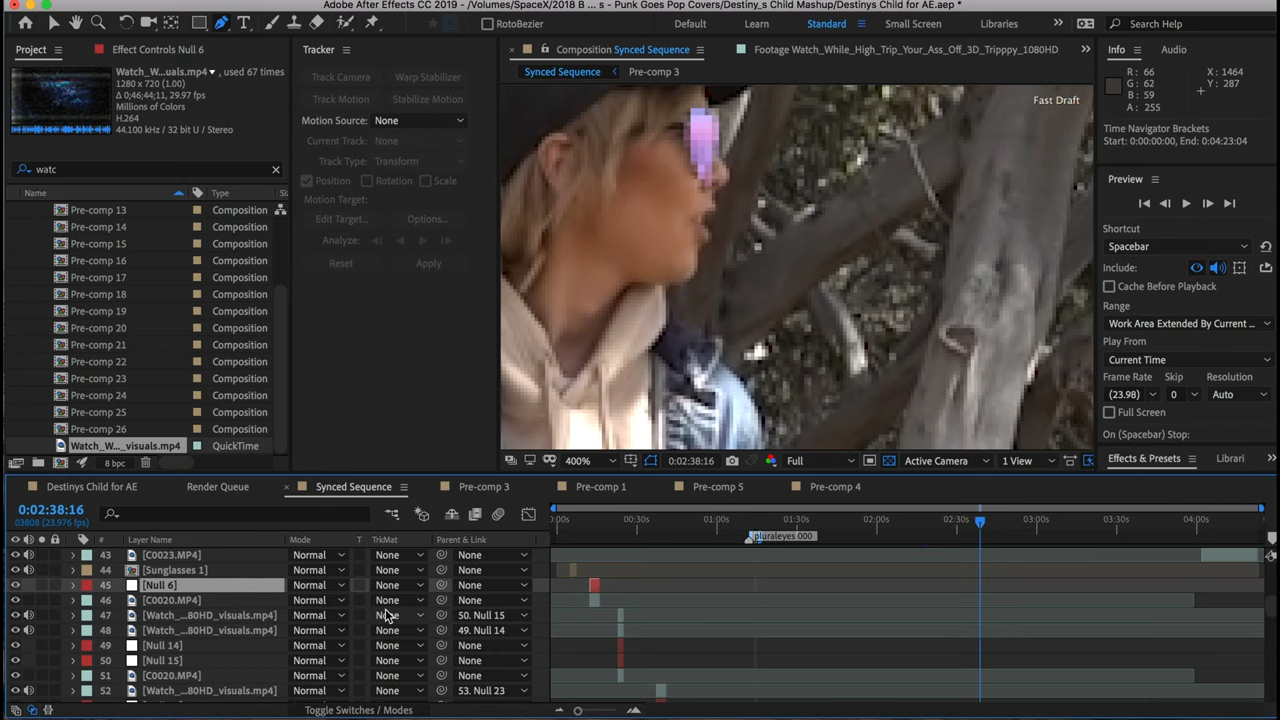 Adobe After Effects CC 2019 - /Volumes/SpaceX/2018 B ... s - Punk Goes Pop Covers/Destiny_s Child Mashup/Destinys Child for AE.aep *
RotoBezier
Default
Learn
Standard
Small Screen
Libraries
Search Help
Project
Effect Controls Null 6
Watch_W...uals.mp4, used 67 times
1280 x 720 (1.00)
Δ 0;46;44;11, 29.97 fps
Millions of Colors
H.264
44.100 kHz / 32 bit U / Stereo
watc
Name
Type
Pre-comp 13
Composition
Pre-comp 14
Composition
Pre-comp 15
Composition
Pre-comp 16
Composition
Pre-comp 17
Composition
Pre-comp 18
Composition
Pre-comp 19
Composition
Pre-comp 20
Composition
Pre-comp 21
Composition
Pre-comp 22
Composition
Pre-comp 23
Composition
Pre-comp 24
Composition
Pre-comp 25
Composition
Pre-comp 26
Composition
Watch_W..._visuals.mp4
QuickTime
8 bpc
Tracker
Track Camera
Warp Stabilizer
Track Motion
Stabilize Motion
Motion Source:
None
Current Track:
None
Track Type:
Transform
Position
Rotation
Scale
Motion Target:
Edit Target...
Options...
Analyze:
Reset
Apply
Composition Synced Sequence
Footage Watch_While_High_Trip_Your_Ass_Off_3D_Tripppy_1080HD
Synced Sequence
Pre-comp 3
Fast Draft
400%
0:02:38:16
Full
Active Camera
1 View
Info
Audio
R: 66
G: 62
B: 59
A: 255
X: 1464
Y: 287
Time Navigator Brackets
Start: 0:00:00:00, End: 0:04:23:04
Preview
Shortcut
Spacebar
Include:
Cache Before Playback
Range
Work Area Extended By Current ...
Play From
Current Time
Frame Rate
Skip
Resolution
(23.98)
0
Auto
Full Screen
On (Spacebar) Stop:
Effects & Presets
Librari
Destinys Child for AE
Render Queue
Synced Sequence
Pre-comp 3
Pre-comp 1
Pre-comp 5
Pre-comp 4
0:02:38:16
03808 (23.976 fps)
:00s
00:30s
01:00s
01:30s
02:00s
02:30s
03:00s
03:30s
04:00s
pluraleyes 000
#
Layer Name
Mode
T
TrkMat
Parent & Link
43
[C0023.MP4]
Normal
None
None
44
[Sunglasses 1]
Normal
None
None
45
[Null 6]
Normal
None
None
46
[C0020.MP4]
Normal
None
None
47
[Watch_...80HD_visuals.mp4]
Normal
None
50. Null 15
48
[Watch_...80HD_visuals.mp4]
Normal
None
49. Null 14
49
[Null 14]
Normal
None
None
50
[Null 15]
Normal
None
None
51
[C0020.MP4]
Normal
None
None
52
[Watch_...80HD_visuals.mp4]
Normal
None
53. Null 23
Toggle Switches / Modes